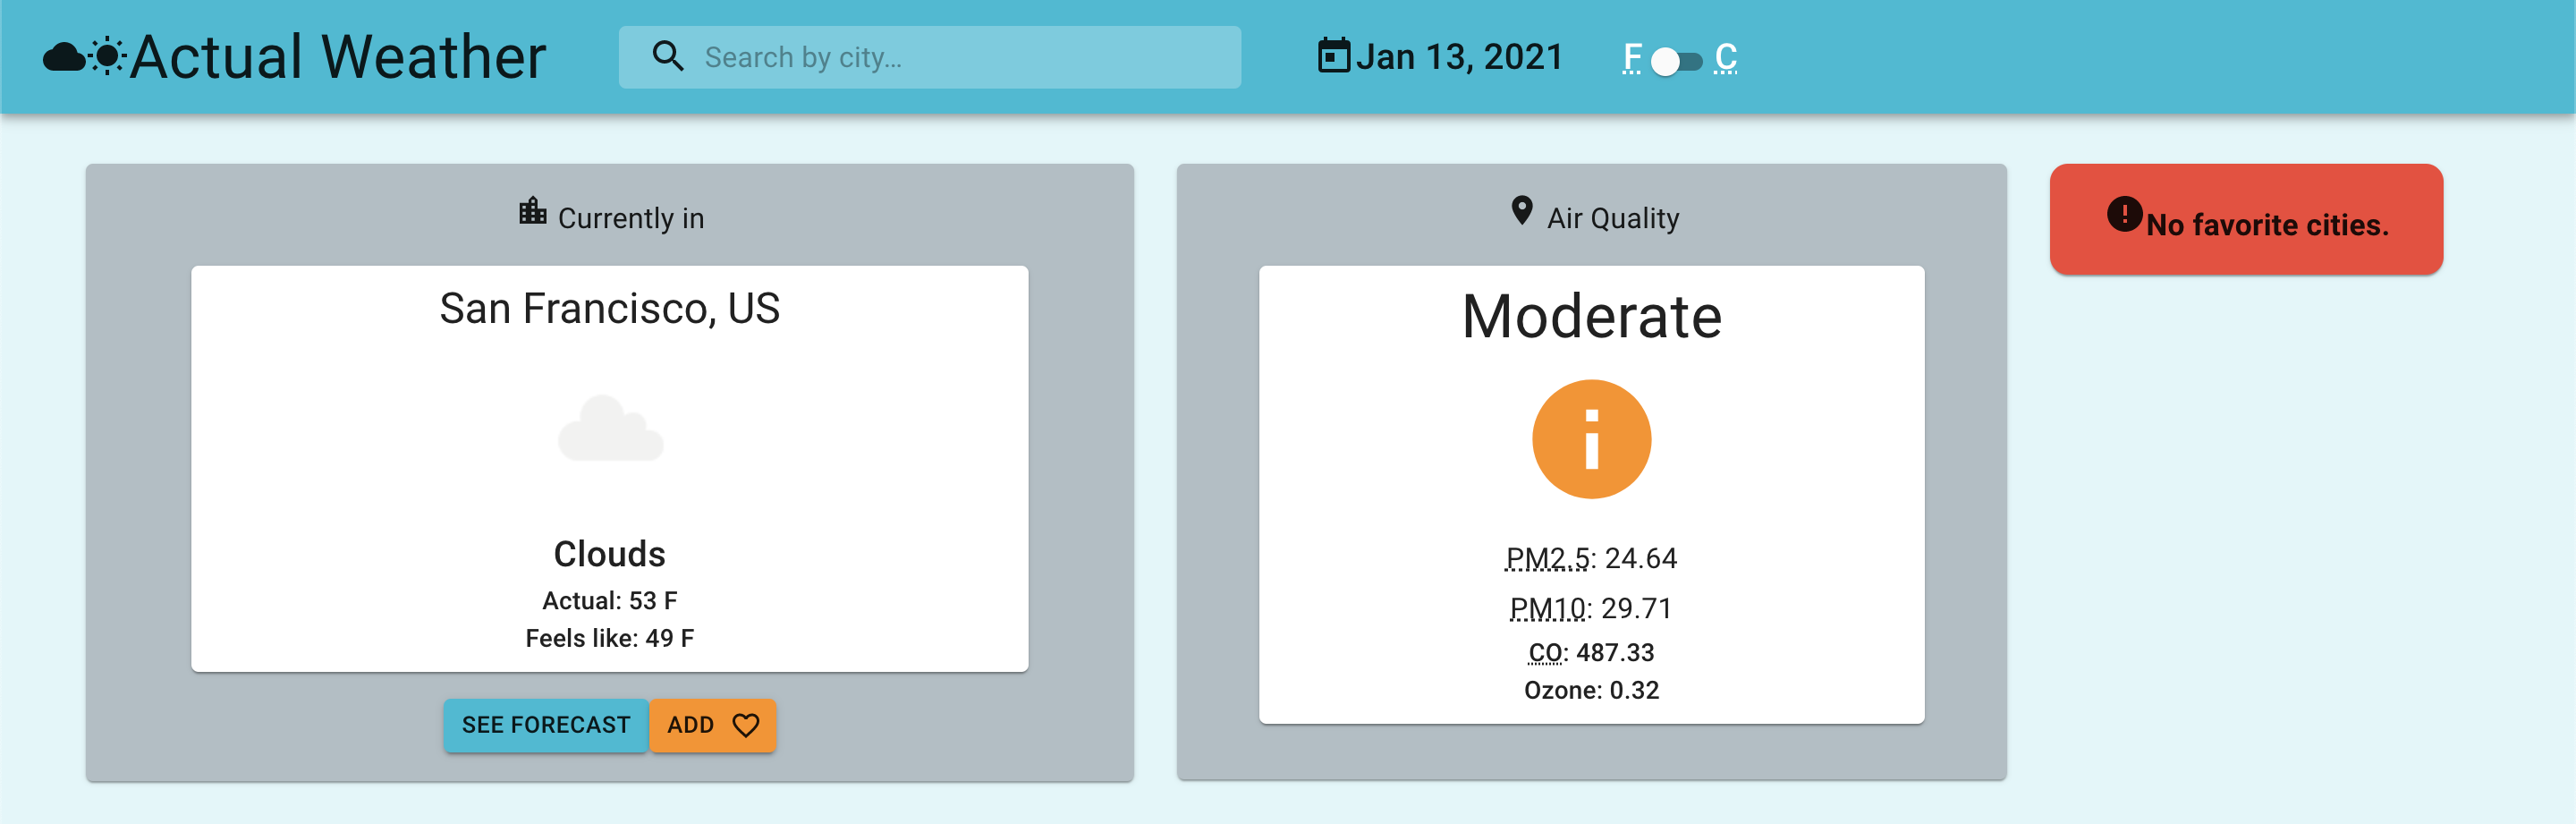 Actual Weather
Search by city...
Jan 13, 2021
F C
Currently in
San Francisco, US
Clouds
Actual: 53 F
Feels like: 49 F
SEE FORECAST
ADD
Air Quality
Moderate
PM2.5: 24.64
PM10: 29.71
CO: 487.33
Ozone: 0.32
No favorite cities.